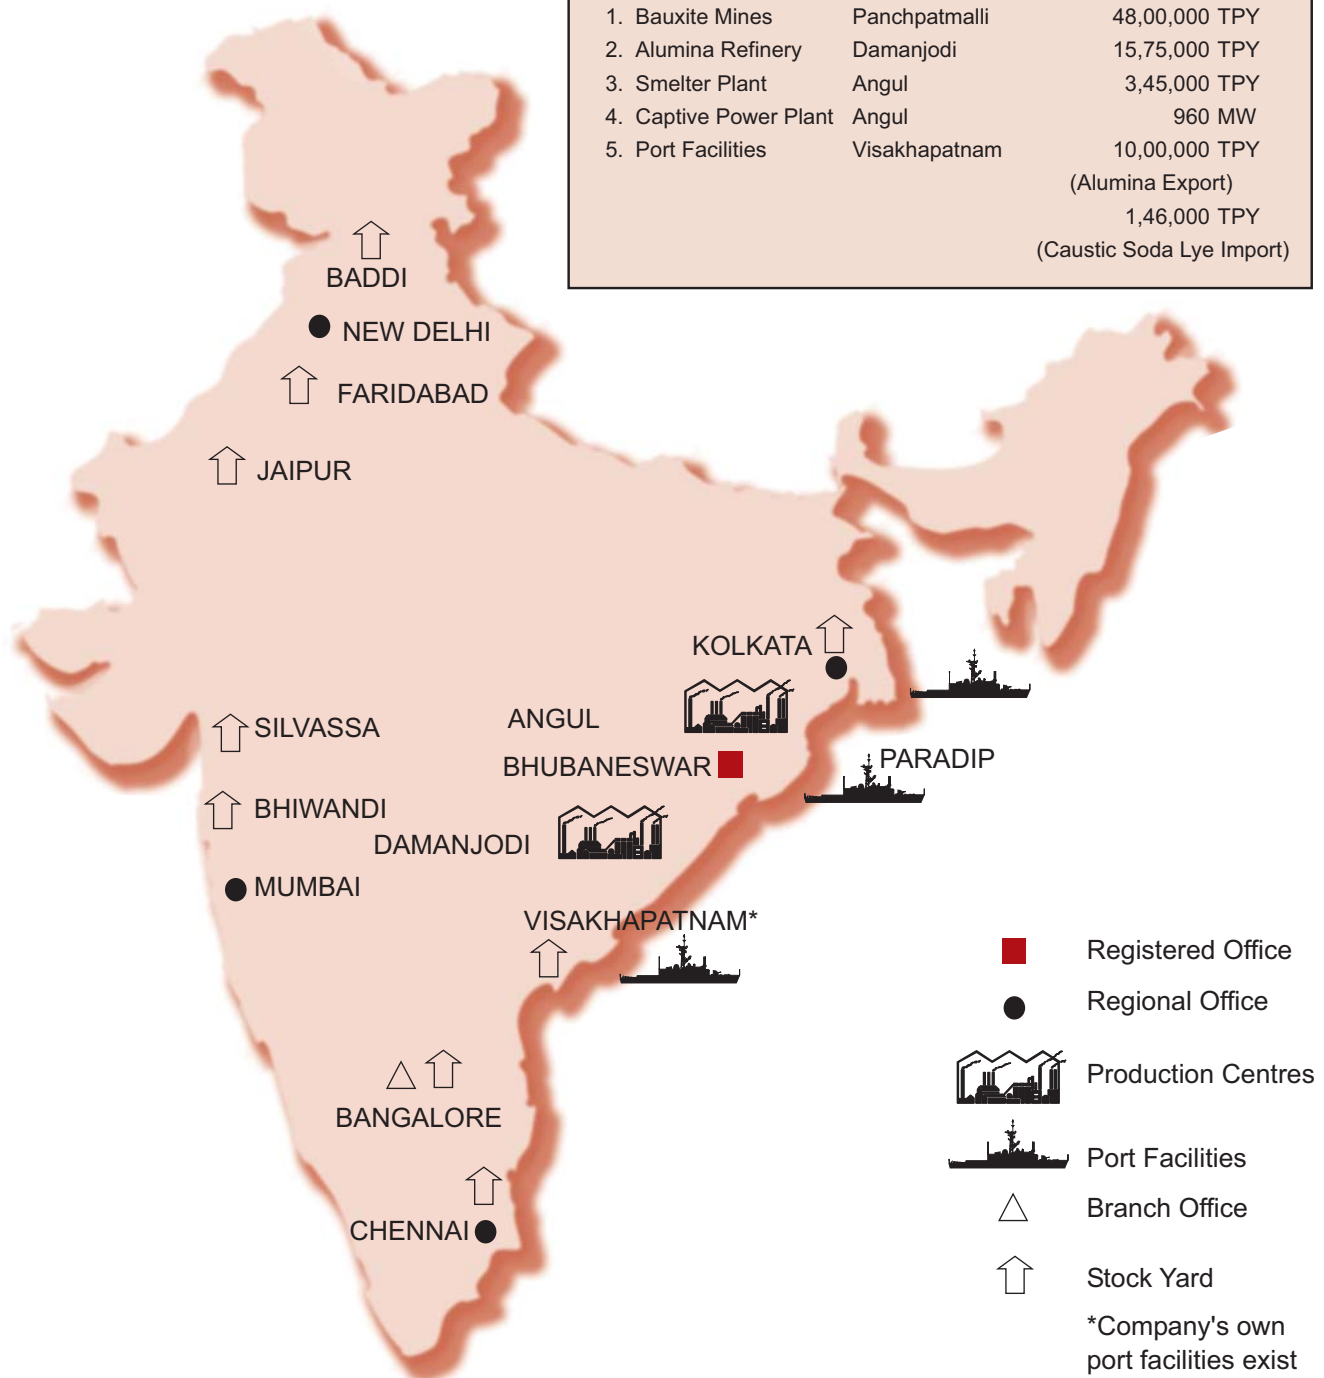 1. Bauxite Mines Panchpatmalli 48,00,000 TPY
2. Alumina Refinery Damanjodi 15,75,000 TPY
3. Smelter Plant Angul 3,45,000 TPY
4. Captive Power Plant Angul 960 MW
5. Port Facilities Visakhapatnam 10,00,000 TPY
(Alumina Export)
1,46,000 TPY
(Caustic Soda Lye Import)
BADDI
NEW DELHI
FARIDABAD
JAIPUR
KOLKATA
ANGUL
SILVASSA
BHUBANESWAR
PARADIP
BHIWANDI
DAMANJODI
MUMBAI
VISAKHAPATNAM*
BANGALORE
CHENNAI
Registered Office
Regional Office
Production Centres
Port Facilities
Branch Office
Stock Yard
*Company's own
port facilities exist